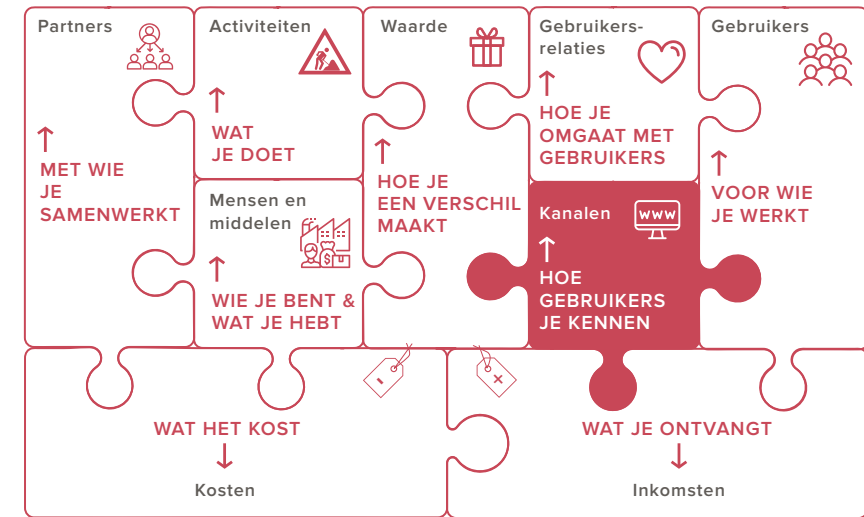 Partners
MET WIE
JE
SAMENWERKT
Activiteiten
WAT
JE DOET
Mensen en
middelen
WIE JE BENT &
WAT JE HEBT
Waarde
HOE JE
EEN VERSCHIL
MAAKT
Gebruikers-
relaties
HOE JE
OMGAAT MET
GEBRUIKERS
Kanalen
www
HOE
GEBRUIKERS
JE KENNEN
Gebruikers
VOOR WIE
JE WERKT
$
-
+
WAT HET KOST
Kosten
WAT JE ONTVANGT
Inkomsten